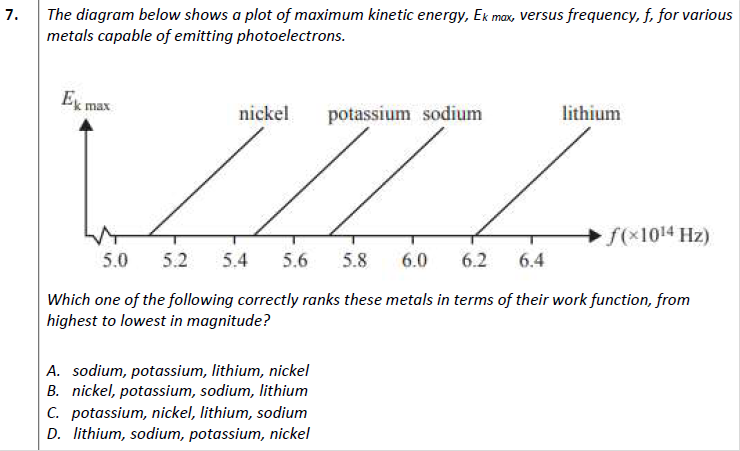 7. The diagram below shows a plot of maximum kinetic energy, Ek max, versus frequency, f, for various
metals capable of emitting photoelectrons.
Ek max
nickel potassium sodium lithium
f(×10¹⁴ Hz)
5.0 5.2 5.4 5.6 5.8 6.0 6.2 6.4
Which one of the following correctly ranks these metals in terms of their work function, from
highest to lowest in magnitude?
A. sodium, potassium, lithium, nickel
B. nickel, potassium, sodium, lithium
C. potassium, nickel, lithium, sodium
D. lithium, sodium, potassium, nickel